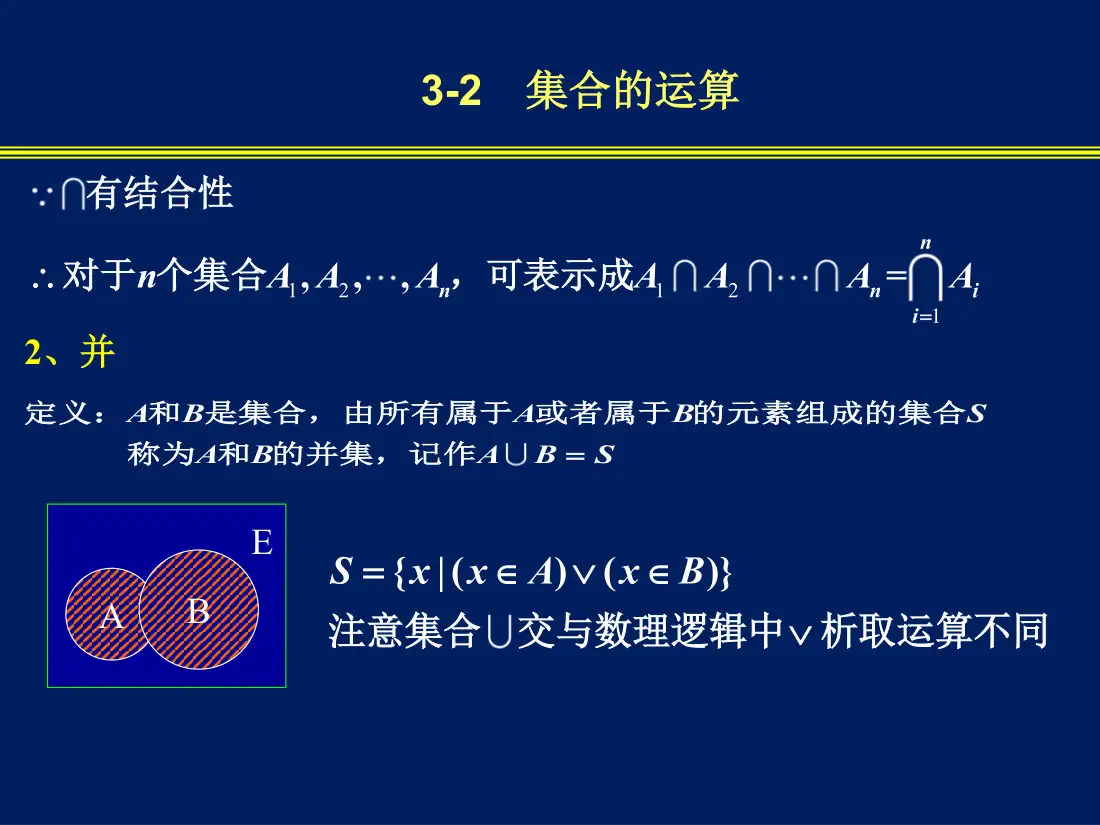 3-2 集合的运算
∵⋂有结合性
∴对于n个集合A₁, A₂,⋯, Aₙ，可表示成A₁⋂A₂⋂⋯⋂Aₙ=⋂ⁿᵢ₌₁Aᵢ
2、并
定义：A和B是集合，由所有属于A或者属于B的元素组成的集合S
称为A和B的并集，记作A⋃B = S
E
A B
S = {x | (x ∈ A) ∨ (x ∈ B)}
注意集合⋃交与数理逻辑中∨析取运算不同